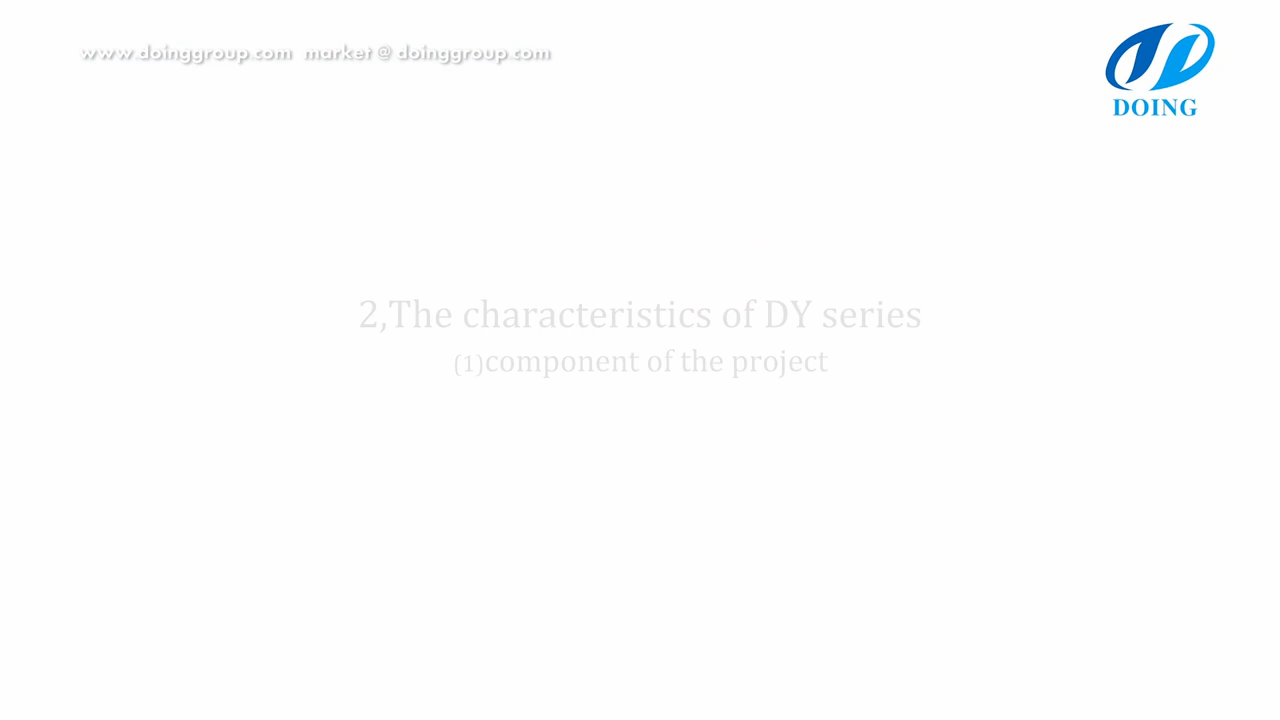 www.doinggroup.com market @ doinggroup.com
DOING
2,The characteristics of DY series
(1)component of the project